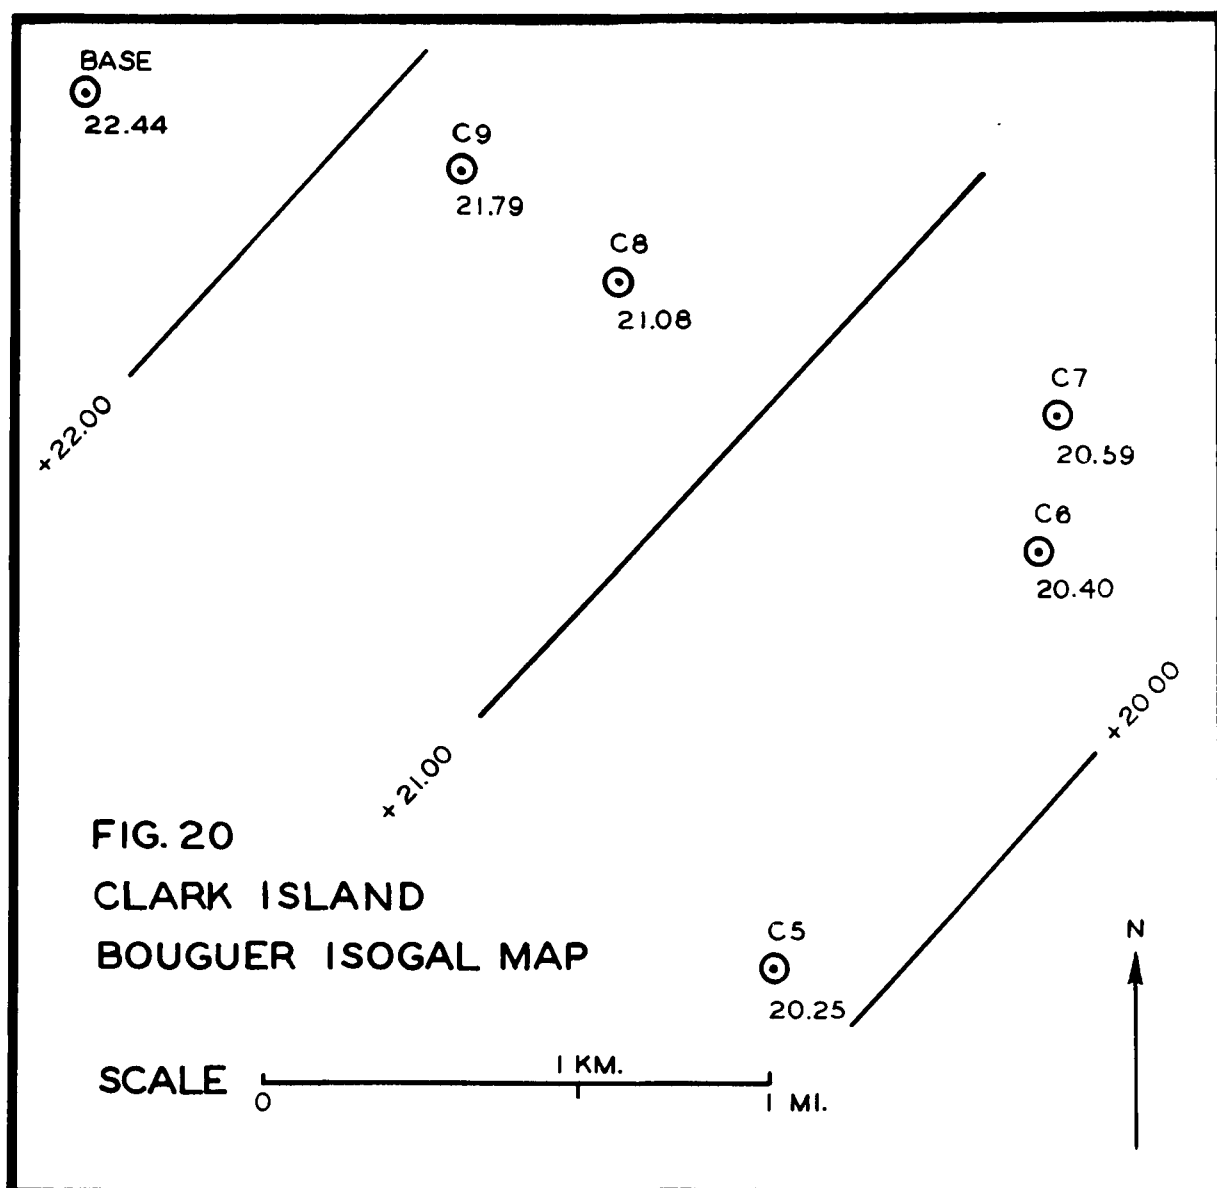 BASE
22.44
C9
21.79
C8
21.08
C7
20.59
C6
20.40
+22.00
+20 00
+21.00
FIG. 20
CLARK ISLAND
BOUGUER ISOGAL MAP
C5
20.25
N
SCALE
1 KM.
0
1 MI.